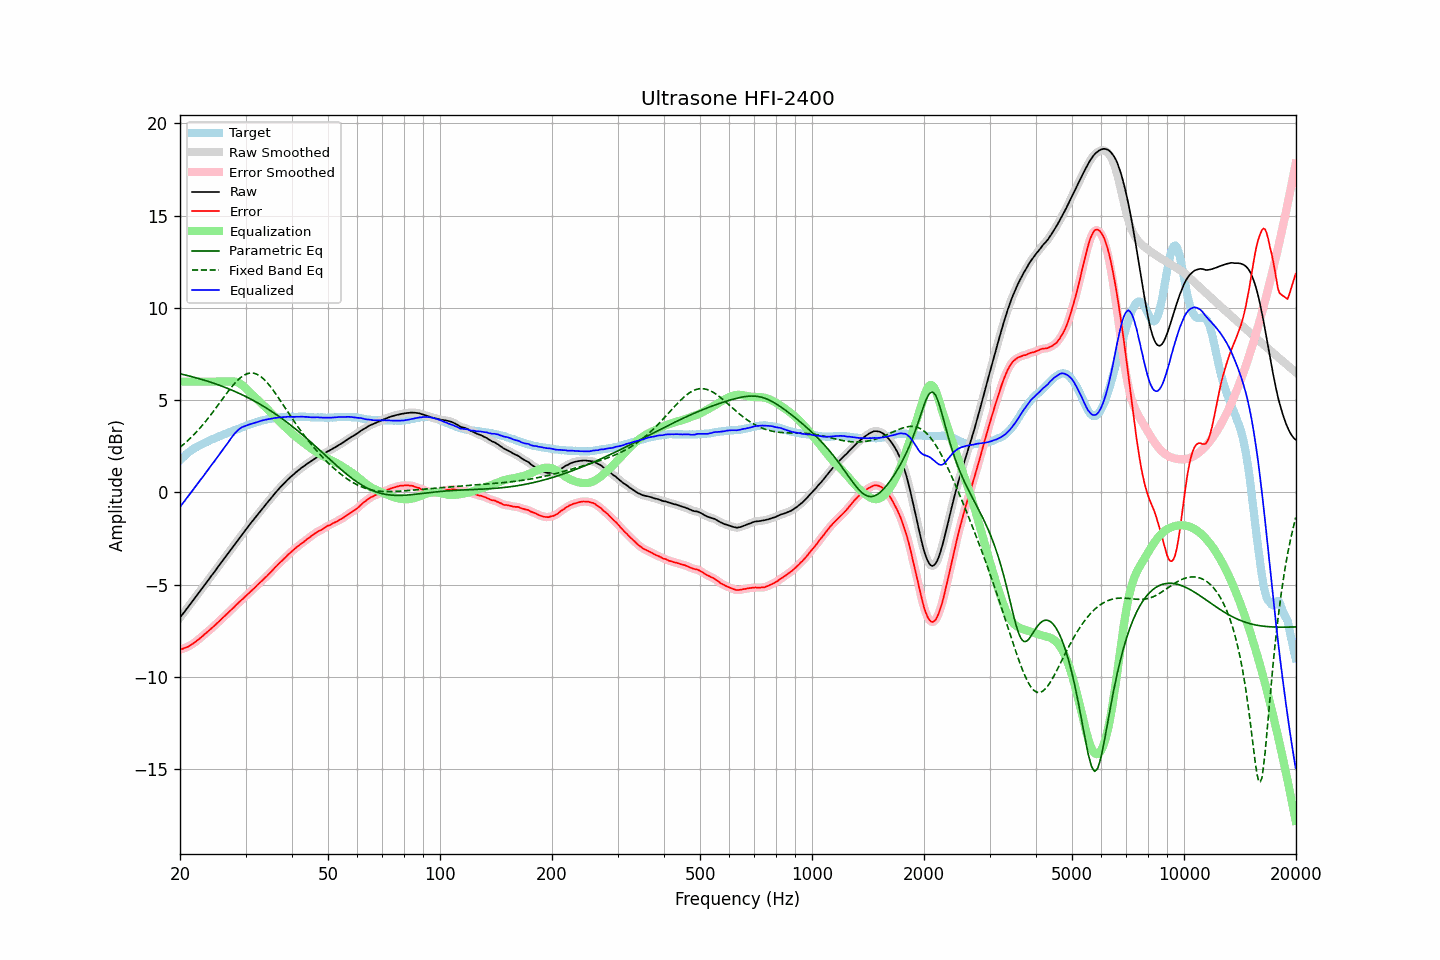 Ultrasone HFI-2400
Target
Raw Smoothed
Error Smoothed
Raw
Error
Equalization
Parametric Eq
Fixed Band Eq
Equalized
20
15
10
5
0
−5
−10
−15
Amplitude (dBr)
20 50 100 200 500 1000 2000 5000 10000 20000
Frequency (Hz)